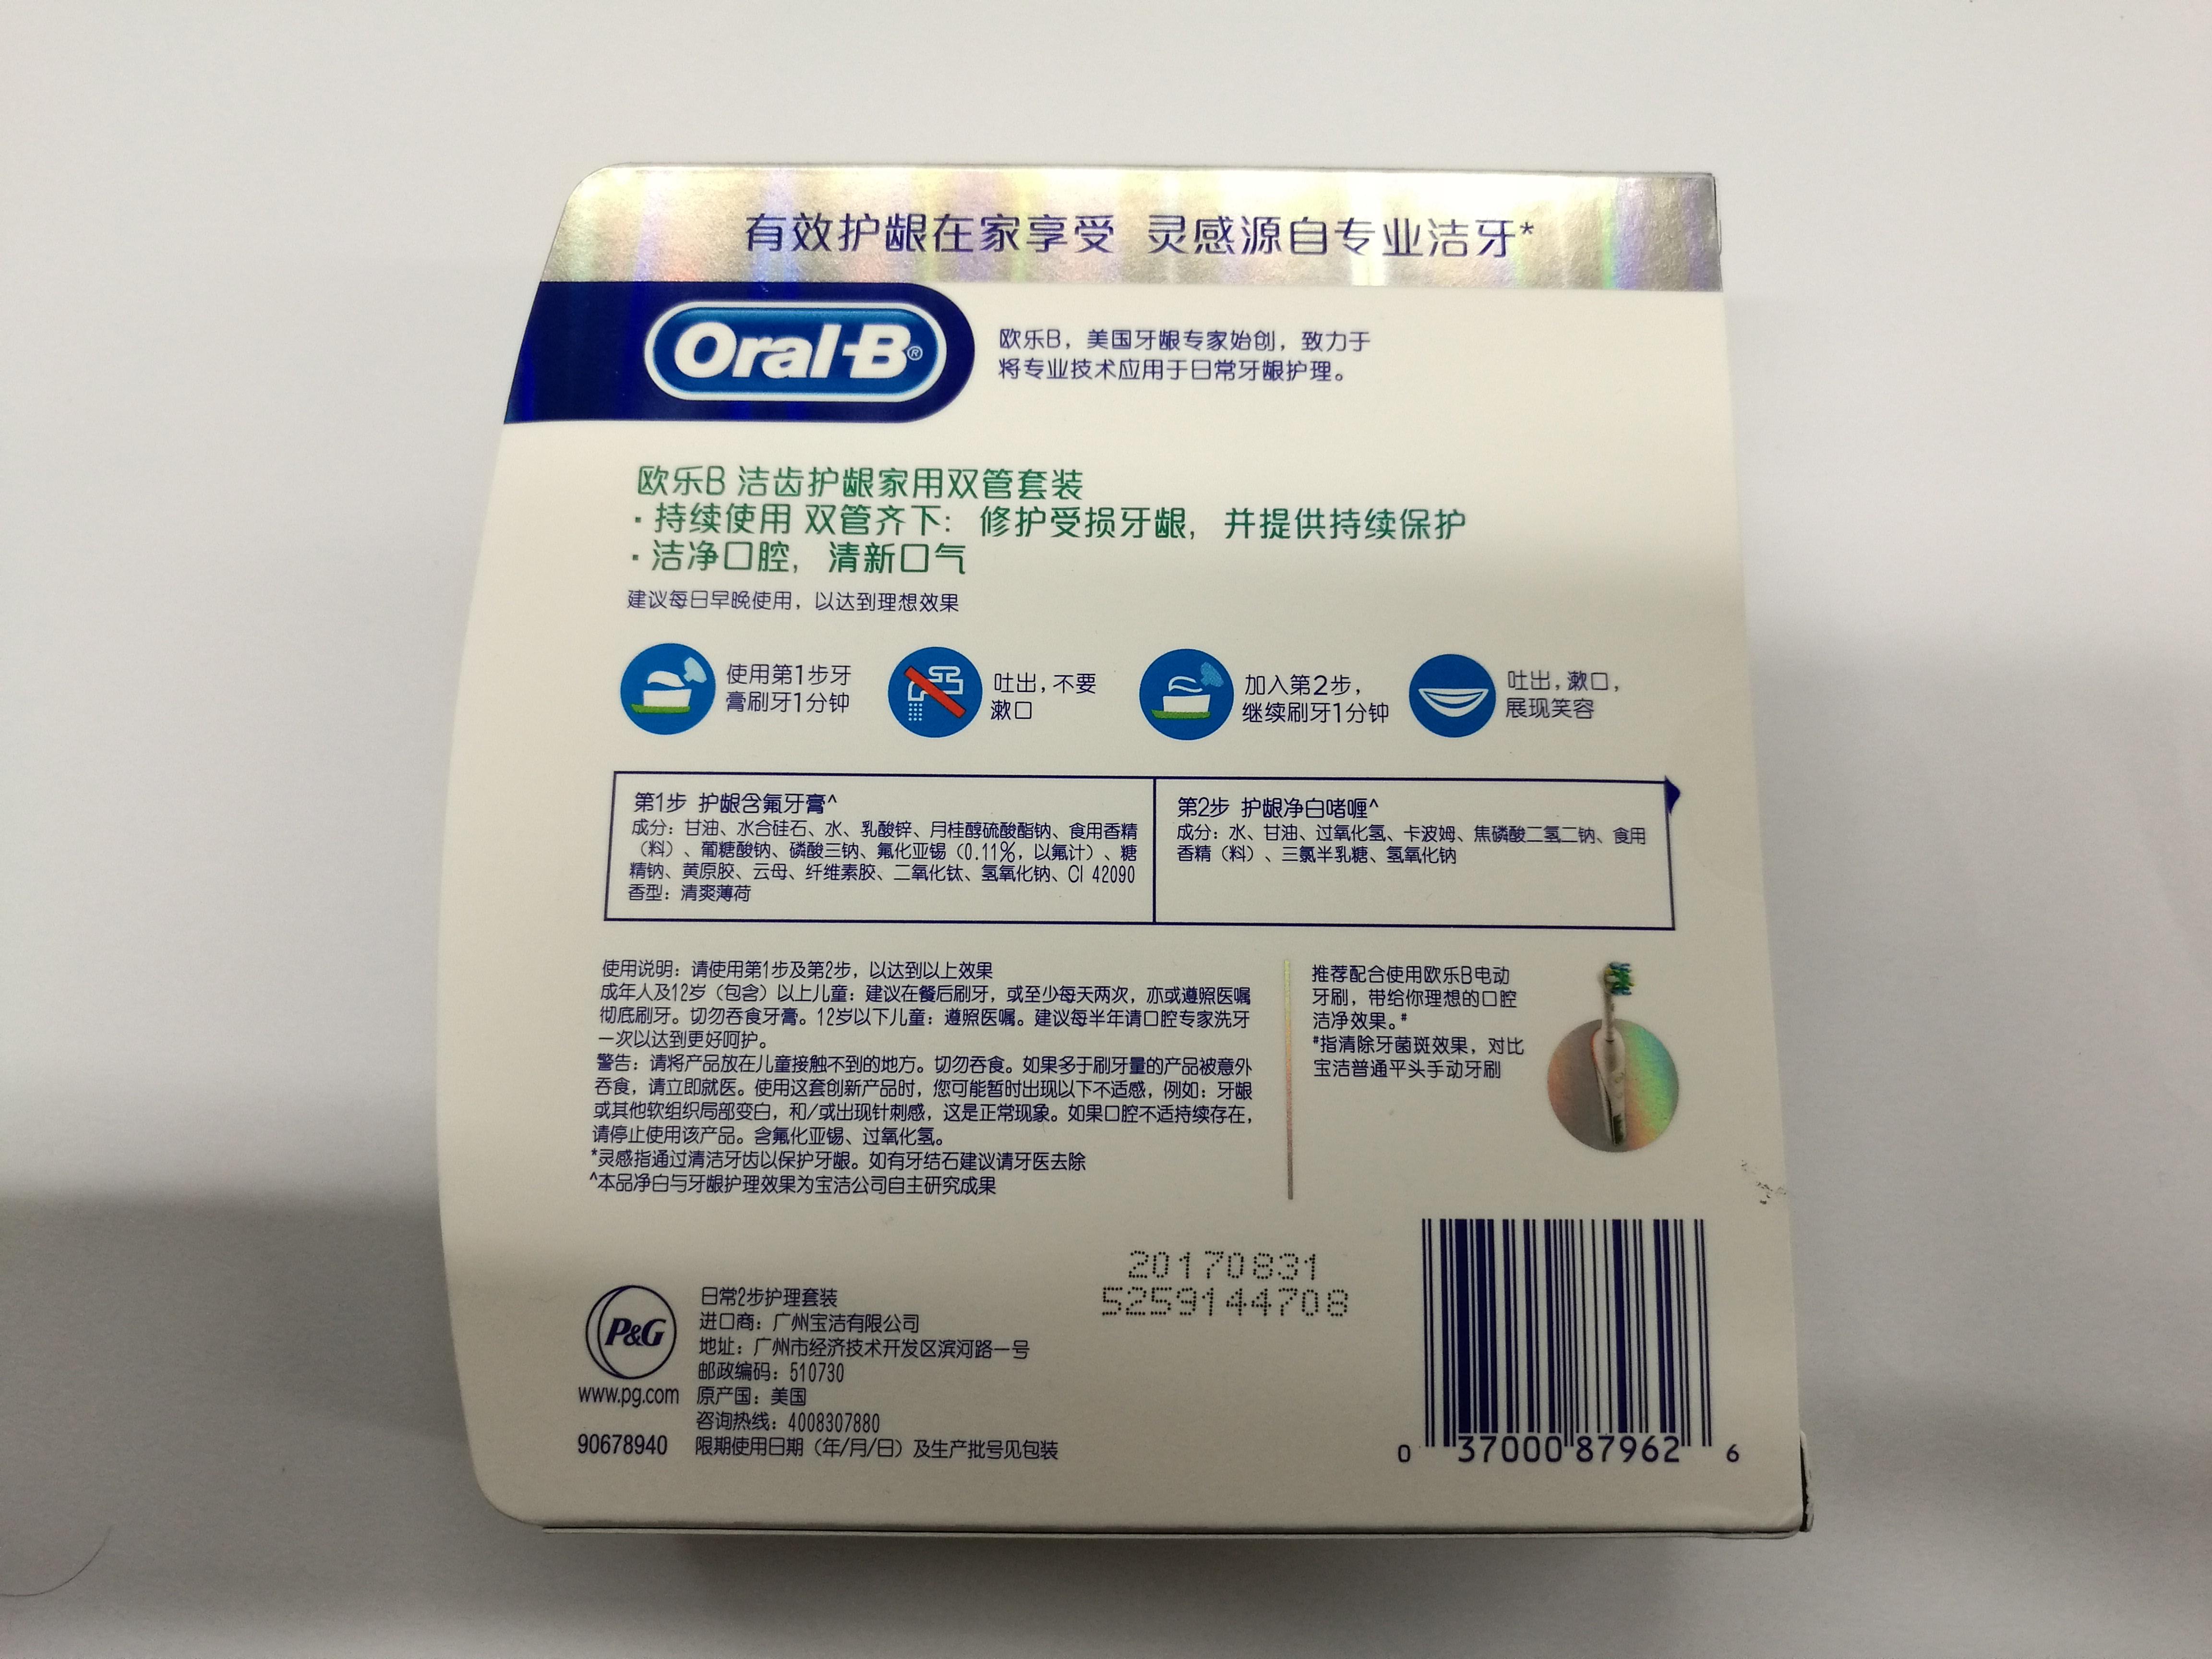 有效护龈在家享受 灵感源自专业洁牙*
Oral-B®
欧乐B，美国牙龈专家始创，致力于
将专业技术应用于日常牙龈护理。
欧乐B 洁齿护龈家用双管套装
·持续使用 双管齐下：修护受损牙龈，并提供持续保护
·洁净口腔，清新口气
建议每日早晚使用，以达到理想效果
使用第1步牙
膏刷牙1分钟
吐出，不要
漱口
加入第2步，
继续刷牙1分钟
吐出，漱口，
展现笑容
第1步 护龈含氟牙膏^
成分：甘油、水合硅石、水、乳酸锌、月桂醇硫酸酯钠、食用香精
（料）、葡糖酸钠、磷酸三钠、氟化亚锡（0.11%，以氟计）、糖
精钠、黄原胶、云母、纤维素胶、二氧化钛、氢氧化钠、CI 42090
香型：清爽薄荷
第2步 护龈净白啫喱^
成分：水、甘油、过氧化氢、卡波姆、焦磷酸二氢二钠、食用
香精（料）、三氯半乳糖、氢氧化钠
使用说明：请使用第1步及第2步，以达到以上效果
成年人及12岁（包含）以上儿童：建议在餐后刷牙，或至少每天两次，亦或遵照医嘱
彻底刷牙。切勿吞食牙膏。12岁以下儿童：遵照医嘱。建议每半年请口腔专家洗牙
一次以达到更好呵护。
警告：请将产品放在儿童接触不到的地方。切勿吞食。如果多于刷牙量的产品被意外
吞食，请立即就医。使用这套创新产品时，您可能暂时出现以下不适感，例如：牙龈
或其他软组织局部变白，和/或出现针刺感，这是正常现象。如果口腔不适持续存在，
请停止使用该产品。含氟化亚锡、过氧化氢。
*灵感指通过清洁牙齿以保护牙龈。如有牙结石建议请牙医去除
^本品净白与牙龈护理效果为宝洁公司自主研究成果
推荐配合使用欧乐B电动
牙刷，带给你理想的口腔
洁净效果。#
#指清除牙菌斑效果，对比
宝洁普通平头手动牙刷
20170831
5259144708
P&G
www.pg.com
90678940
日常2步护理套装
进口商：广州宝洁有限公司
地址：广州市经济技术开发区滨河路一号
邮政编码：510730
原产国：美国
咨询热线：4008307880
限期使用日期（年/月/日）及生产批号见包装
0 37000 87962 6